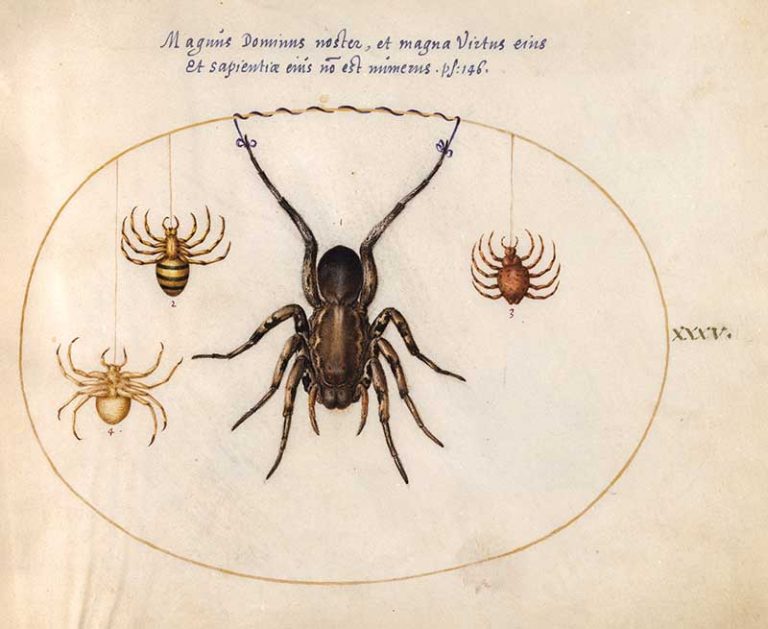 Magnus Dominus noster, et magna Virtus eius
Et sapientiæ eius nō est numerus . ps: 146 .
1
2
3
XXXV.
4